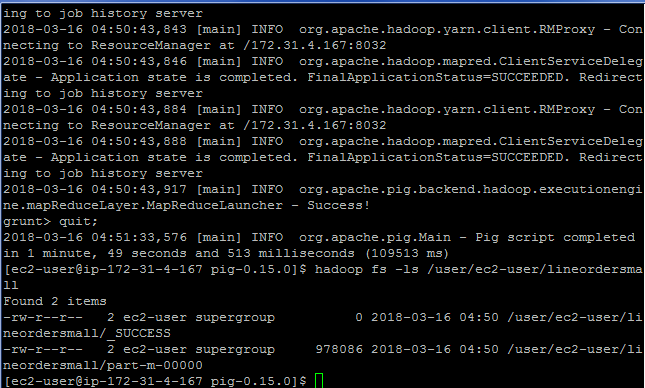 ing to job history server
2018-03-16 04:50:43,843 [main] INFO  org.apache.hadoop.yarn.client.RMProxy - Con
necting to ResourceManager at /172.31.4.167:8032
2018-03-16 04:50:43,846 [main] INFO  org.apache.hadoop.mapred.ClientServiceDeleg
ate - Application state is completed. FinalApplicationStatus=SUCCEEDED. Redirect
ing to job history server
2018-03-16 04:50:43,884 [main] INFO  org.apache.hadoop.yarn.client.RMProxy - Con
necting to ResourceManager at /172.31.4.167:8032
2018-03-16 04:50:43,888 [main] INFO  org.apache.hadoop.mapred.ClientServiceDeleg
ate - Application state is completed. FinalApplicationStatus=SUCCEEDED. Redirect
ing to job history server
2018-03-16 04:50:43,917 [main] INFO  org.apache.pig.backend.hadoop.executionengi
ne.mapReduceLayer.MapReduceLauncher - Success!
grunt> quit;
2018-03-16 04:51:33,576 [main] INFO  org.apache.pig.Main - Pig script completed
in 1 minute, 49 seconds and 513 milliseconds (109513 ms)
[ec2-user@ip-172-31-4-167 pig-0.15.0]$ hadoop fs -ls /user/ec2-user/lineordersma
ll
Found 2 items
-rw-r--r--   2 ec2-user supergroup          0 2018-03-16 04:50 /user/ec2-user/li
neordersmall/_SUCCESS
-rw-r--r--   2 ec2-user supergroup     978086 2018-03-16 04:50 /user/ec2-user/li
neordersmall/part-m-00000
[ec2-user@ip-172-31-4-167 pig-0.15.0]$